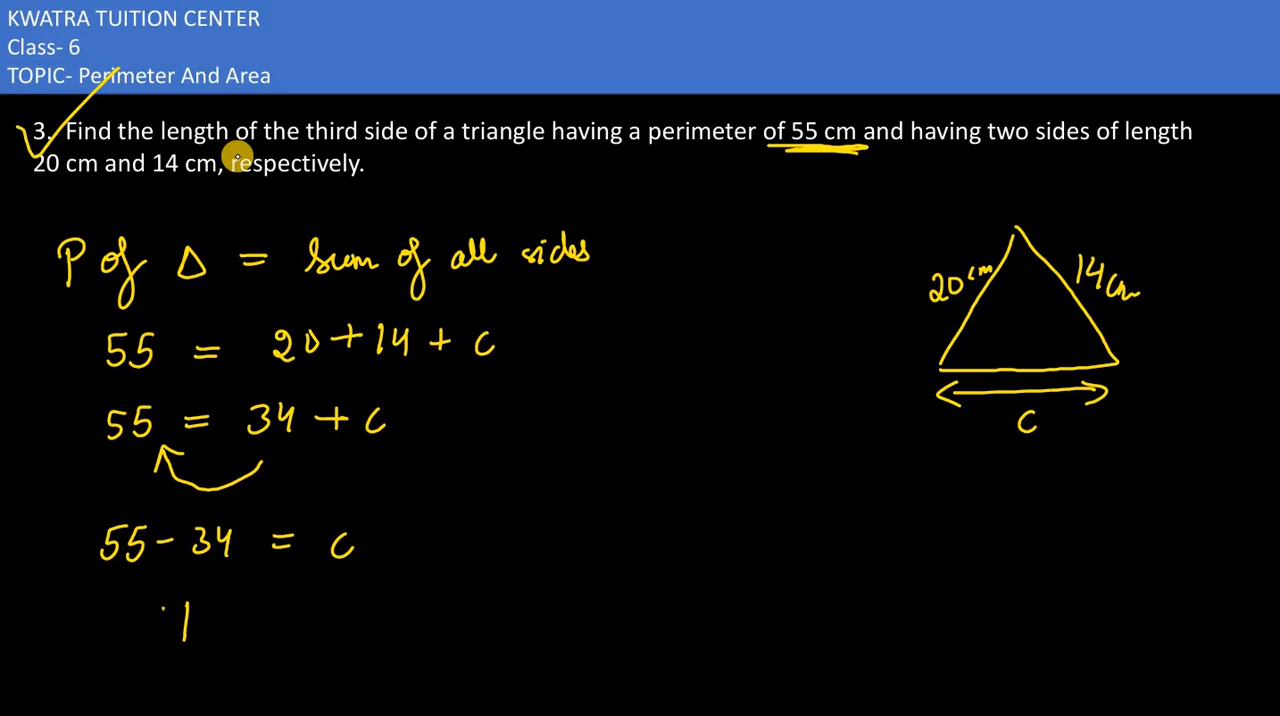 KWATRA TUITION CENTER
Class- 6
TOPIC- Perimeter And Area
3. Find the length of the third side of a triangle having a perimeter of 55 cm and having two sides of length
20 cm and 14 cm, respectively.
P of Δ = Sum of all sides
55 = 20 + 14 + c
55 = 34 + c
55 - 34 = c
1
20 cm
14 cm
c